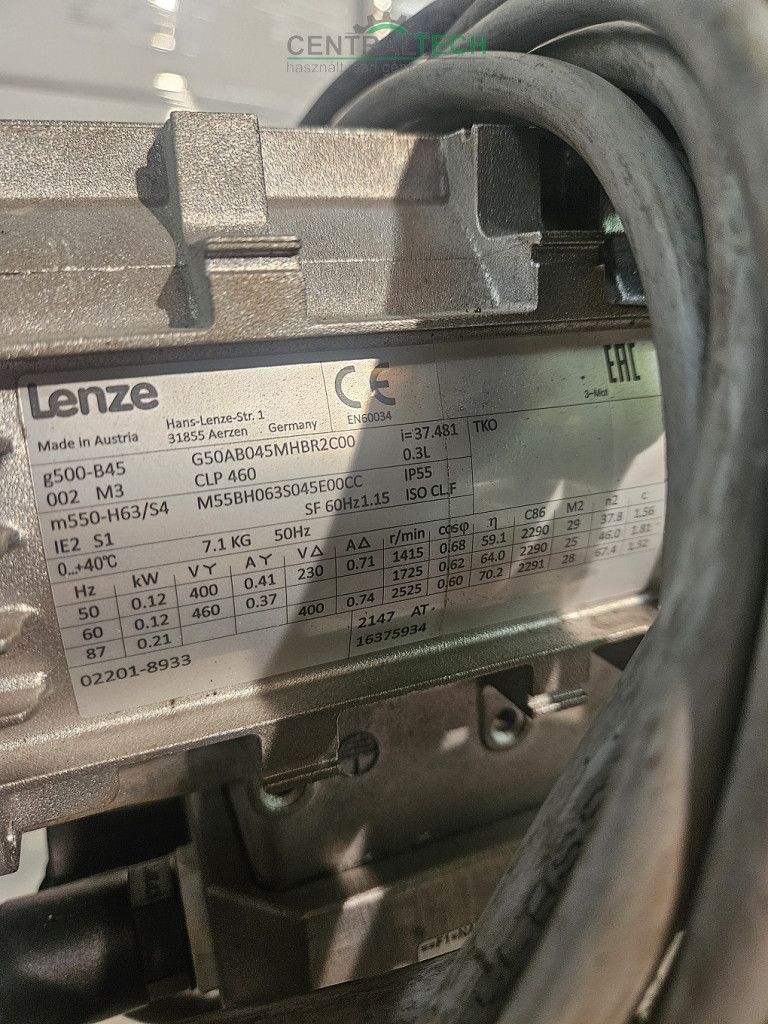 CENTRALTECH
használt ipari gé
Lenze
CE
EAC
Made in Austria Hans-Lenze-Str. 1 EN60034 3~Mot
31855 Aerzen Germany
g500-B45 G50AB045MHBR2C00 i=37.481 TKO
002 M3 CLP 460 0.3L
m550-H63/S4 M55BH063S045E00CC IP55
IE2 S1 SF 60Hz1.15 ISO CL.F
0...+40°C 7.1 KG 50Hz
Hz kW V Y A Y V Δ A Δ r/min cosφ η C86 M2 n2 c
50 0.12 400 0.41 230 0.71 1415 0.68 59.1 2290 29 37.8 1.56
60 0.12 460 0.37 1725 0.62 64.0 2290 25 46.0 1.81
87 0.21 400 0.74 2525 0.60 70.2 2291 28 67.4 1.52
02201-8933 2147 AT
16375934